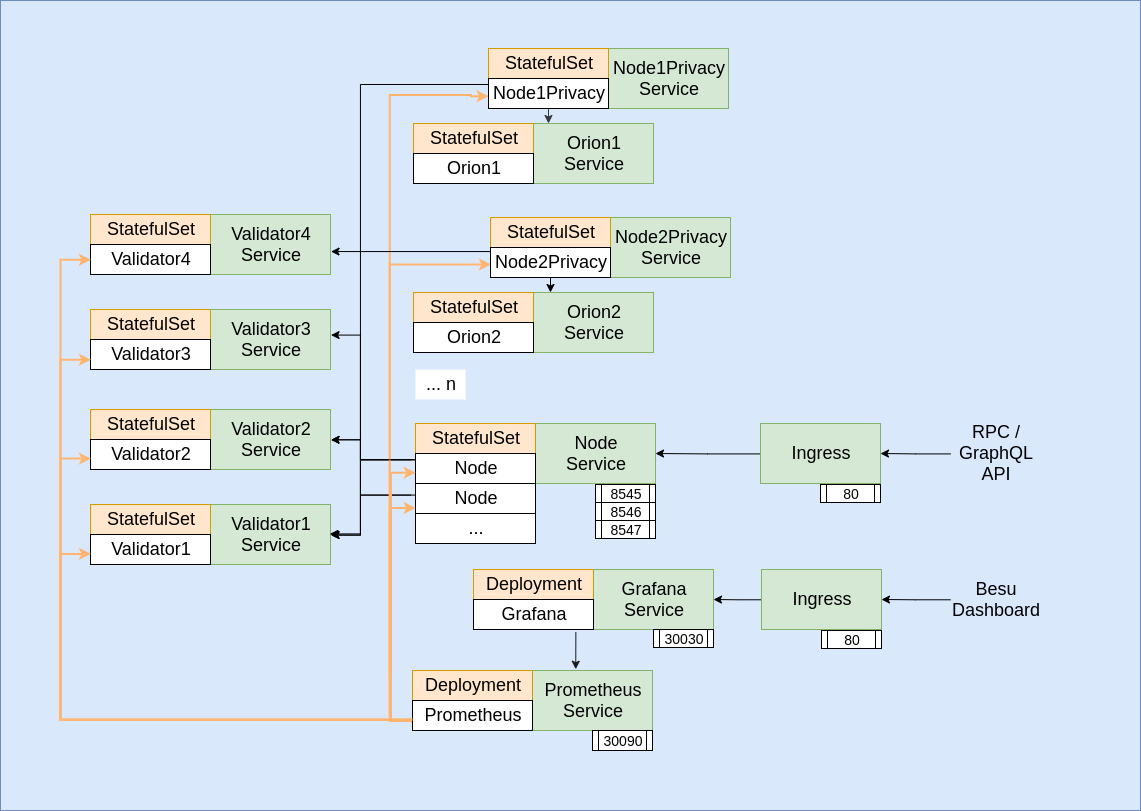 StatefulSet
Node1Privacy
Node1Privacy
Service
StatefulSet
Orion1
Orion1
Service
StatefulSet
Validator4
Validator4
Service
StatefulSet
Node2Privacy
Node2Privacy
Service
StatefulSet
Orion2
Orion2
Service
StatefulSet
Validator3
Validator3
Service
... n
StatefulSet
Validator2
Validator2
Service
StatefulSet
Node
Node
...
Node
Service
8545
8546
8547
Ingress
80
RPC /
GraphQL
API
StatefulSet
Validator1
Validator1
Service
Deployment
Grafana
Grafana
Service
30030
Ingress
80
Besu
Dashboard
Deployment
Prometheus
Prometheus
Service
30090